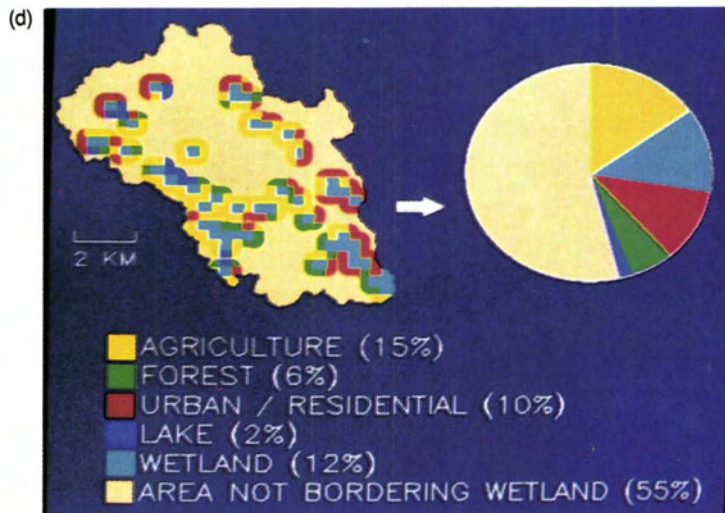 (d)
2 KM
AGRICULTURE (15%)
FOREST (6%)
URBAN / RESIDENTIAL (10%)
LAKE (2%)
WETLAND (12%)
AREA NOT BORDERING WETLAND (55%)